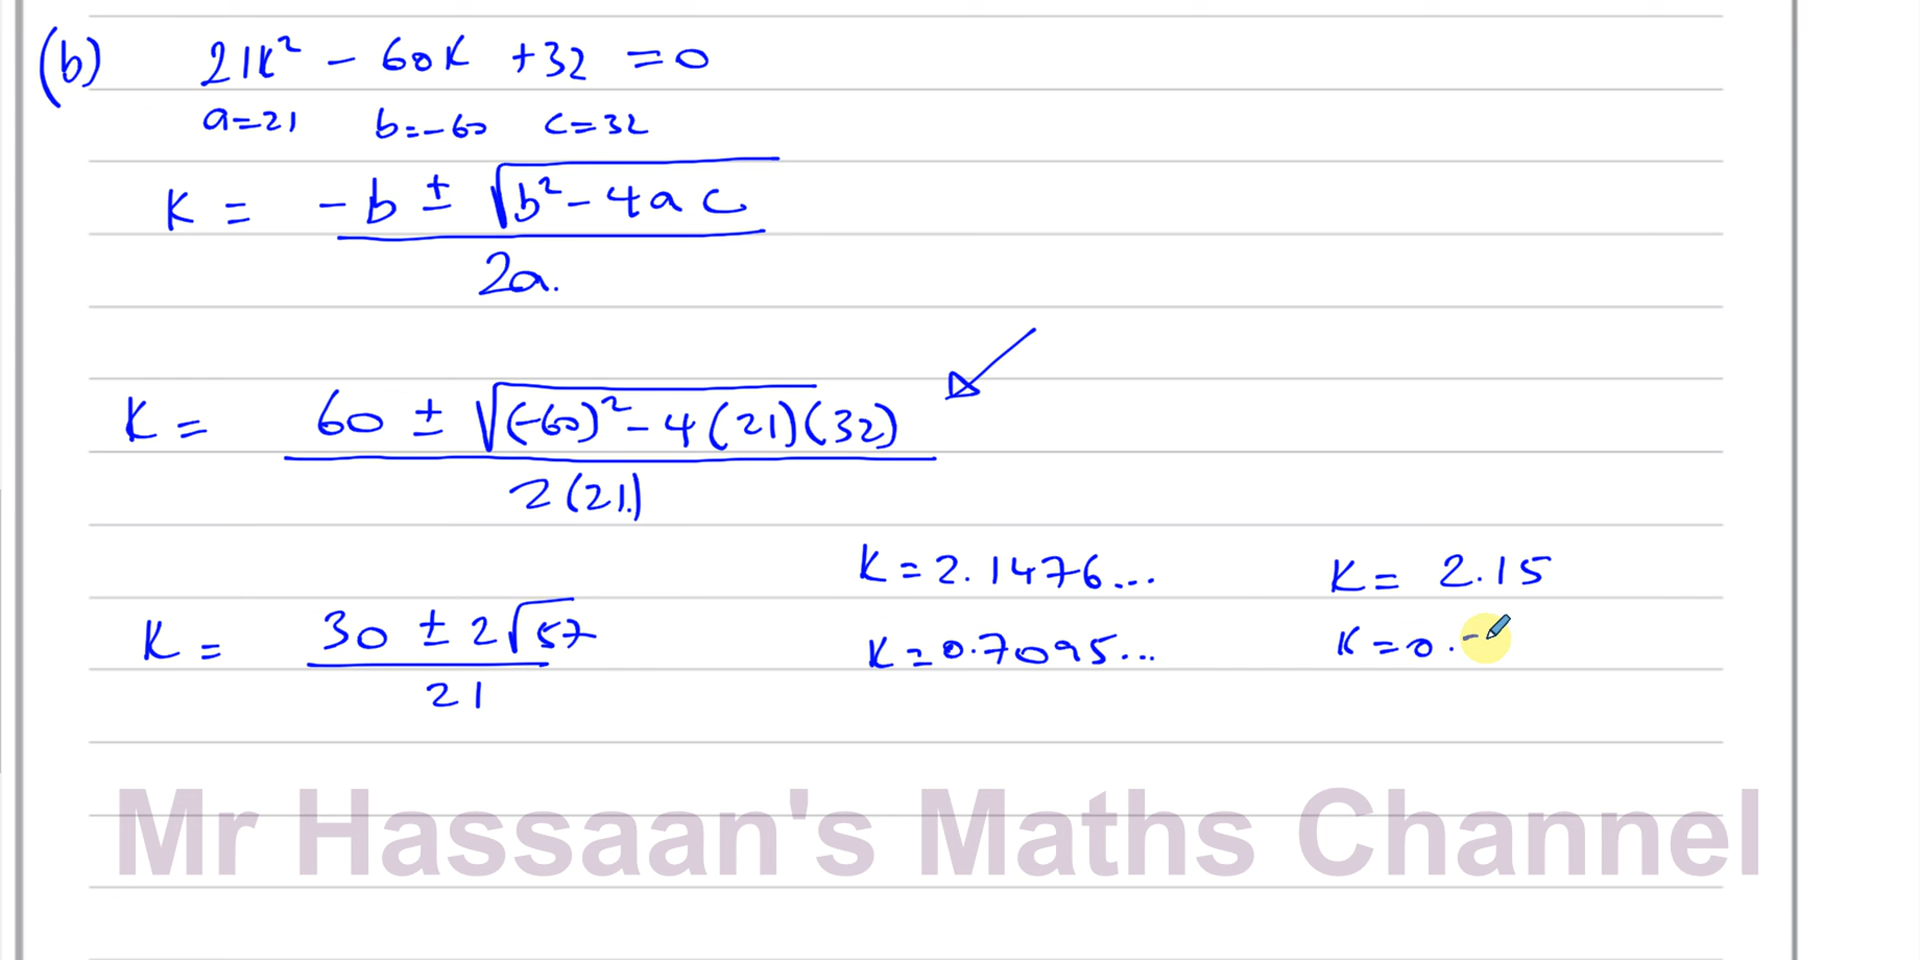 (b) 21K² - 60K + 32 = 0
a=21 b=-60 c=32
K = -b ± √b²-4ac
2a.
K = 60 ± √(-60)²-4(21)(32)
2(21)
K = 2.1476... K = 2.15
K = 30 ± 2√57
21
K=0.7095... K=0.
Mr Hassaan's Maths Channel